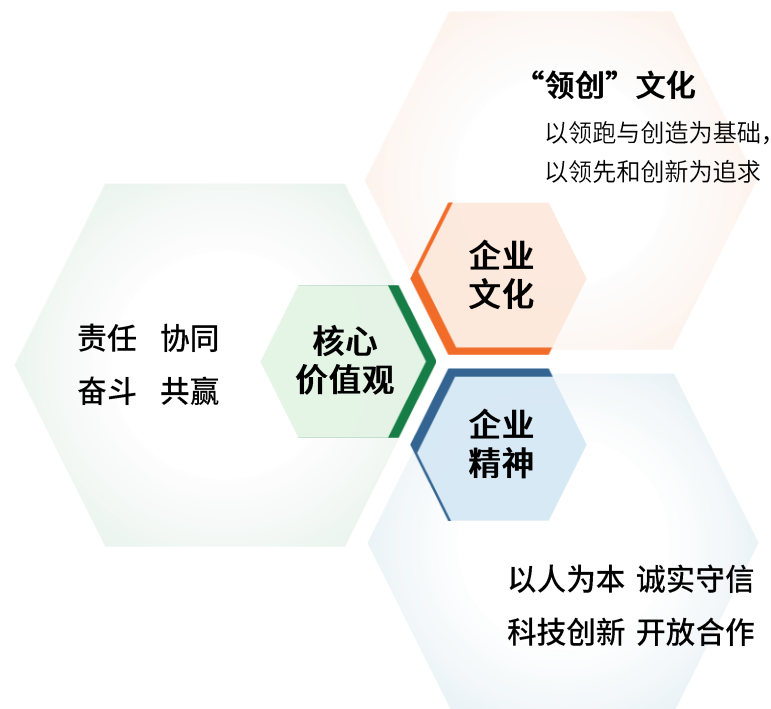 “领创”文化
以领跑与创造为基础，
以领先和创新为追求
企业
文化
责任 协同
奋斗 共赢
核心
价值观
企业
精神
以人为本 诚实守信
科技创新 开放合作